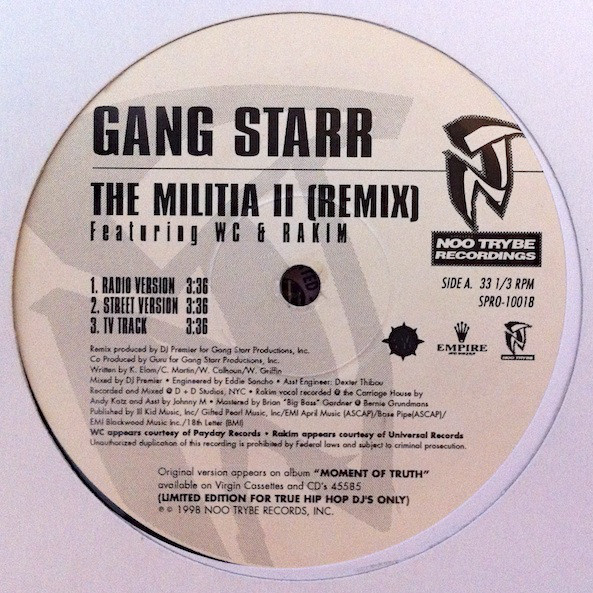 GANG STARR
THE MILITIA II (REMIX)
Featuring WC & RAKIM
NOO TRYBE
RECORDINGS
SIDE A. 33 1/3 RPM
SPRO-10018
1. RADIO VERSION 3:36
2. STREET VERSION 3:36
3. TV TRACK 3:36
EMPIRE
NOO TRYBE
Remix produced by DJ Premier for Gang Starr Productions, Inc.
Co Produced by Guru for Gang Starr Productions, Inc.
Written by K. Elam/C. Martin/W. Calhoun/W. Griffin
Mixed by DJ Premier • Engineered by Eddie Sancho • Asst Engineer: Dexter Thibou
Recorded and Mixed @ D + D Studios, NYC • Rakim vocal recorded @ the Carriage House by
Andy Katz and Asst by Johnny M • Mastered by Brian "Big Bass" Gardner @ Bernie Grundmans
Published by Ill Kid Music, Inc/ Gifted Pearl Music, Inc/EMI April Music (ASCAP)/Base Pipe(ASCAP)/
EMI Blackwood Music Inc./18th Letter (BMI)
WC appears courtesy of Payday Records • Rakim appears courtesy of Universal Records
Unauthorized duplication of this recording is prohibited by Federal laws and subject to criminal prosecution.
Original version appears on album "MOMENT OF TRUTH"
available on Virgin Cassettes and CD's 45585
(LIMITED EDITION FOR TRUE HIP HOP DJ'S ONLY)
℗ © 1998 NOO TRYBE RECORDS, INC.